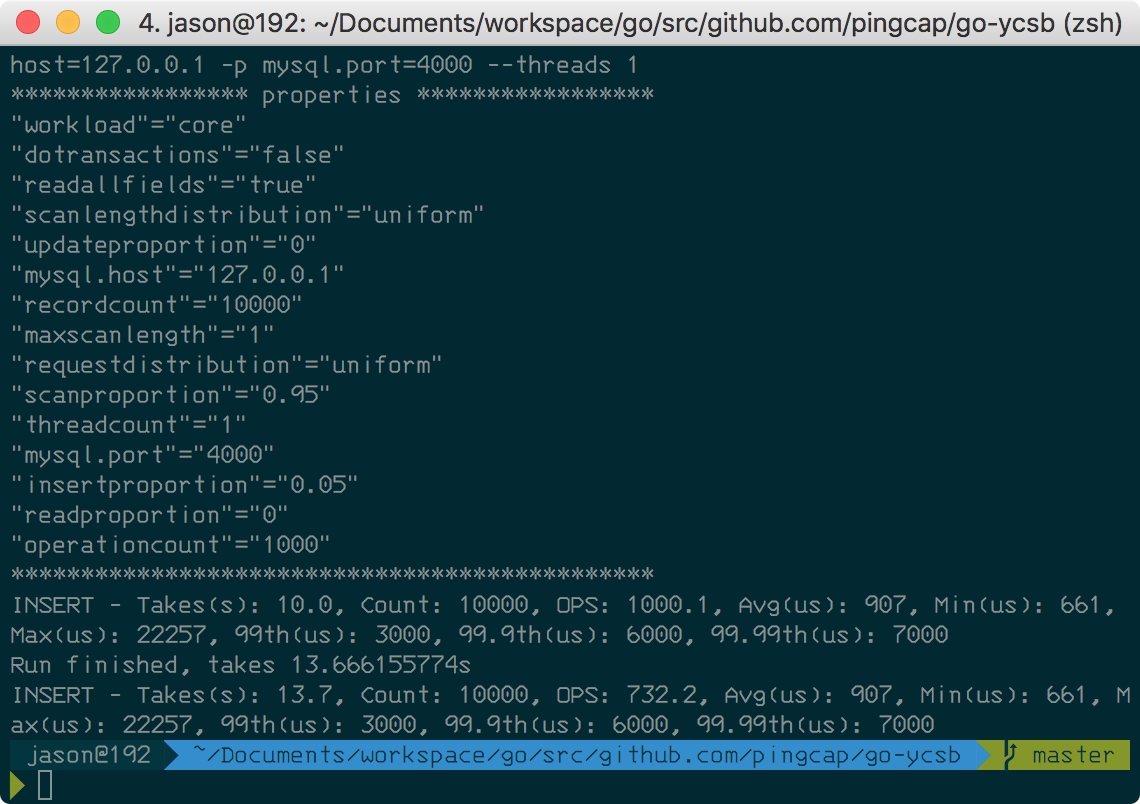 4. jason@192: ~/Documents/workspace/go/src/github.com/pingcap/go-ycsb (zsh)
host=127.0.0.1 -p mysql.port=4000 --threads 1
***************** properties *****************
"workload"="core"
"dotransactions"="false"
"readallfields"="true"
"scanlengthdistribution"="uniform"
"updateproportion"="0"
"mysql.host"="127.0.0.1"
"recordcount"="10000"
"maxscanlength"="1"
"requestdistribution"="uniform"
"scanproportion"="0.95"
"threadcount"="1"
"mysql.port"="4000"
"insertproportion"="0.05"
"readproportion"="0"
"operationcount"="1000"
**********************************************
INSERT - Takes(s): 10.0, Count: 10000, OPS: 1000.1, Avg(us): 907, Min(us): 661,
Max(us): 22257, 99th(us): 3000, 99.9th(us): 6000, 99.99th(us): 7000
Run finished, takes 13.666155774s
INSERT - Takes(s): 13.7, Count: 10000, OPS: 732.2, Avg(us): 907, Min(us): 661, M
ax(us): 22257, 99th(us): 3000, 99.9th(us): 6000, 99.99th(us): 7000
jason@192 ~/Documents/workspace/go/src/github.com/pingcap/go-ycsb master